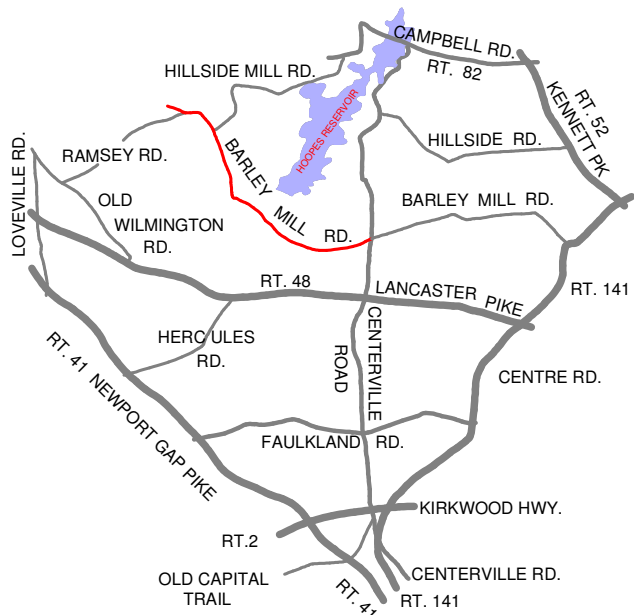 CAMPBELL RD.
RT. 82
HILLSIDE MILL RD.
RT. 52
KENNETT PK
HOOPES RESERVOIR
HILLSIDE RD.
RAMSEY RD.
BARLEY MILL RD.
BARLEY MILL RD.
LOVEVILLE RD.
OLD
WILMINGTON
RD.
RT. 48
LANCASTER PIKE
RT. 141
HERCULES
RD.
CENTERVILLE
ROAD
CENTRE RD.
RT. 41 NEWPORT GAP PIKE
FAULKLAND RD.
KIRKWOOD HWY.
RT.2
OLD CAPITAL
TRAIL
CENTERVILLE RD.
RT. 41
RT. 141